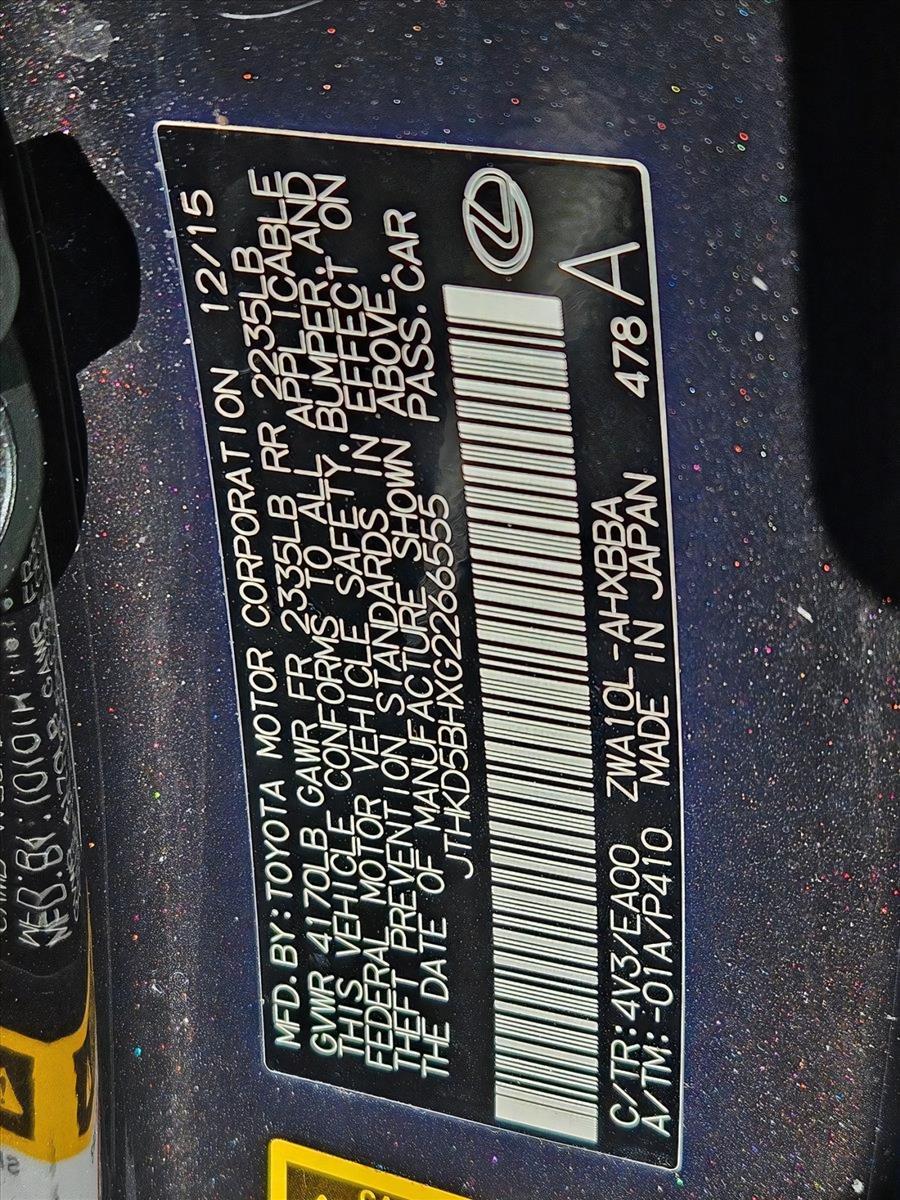 MFD. BY: TOYOTA MOTOR CORPORATION 12/15
GVWR 4170LB GAWR FR 2335LB RR 2235LB
THIS VEHICLE CONFORMS TO ALL APPLICABLE
FEDERAL MOTOR VEHICLE SAFETY, BUMPER, AND
THEFT PREVENTION STANDARDS IN EFFECT ON
THE DATE OF MANUFACTURE SHOWN ABOVE.
JTHKD5BHXG2266555 PASS. CAR
C/TR: 4V3/EA00 ZWA10L-AHXBBA 478
A/TM: -01A/P410 MADE IN JAPAN A